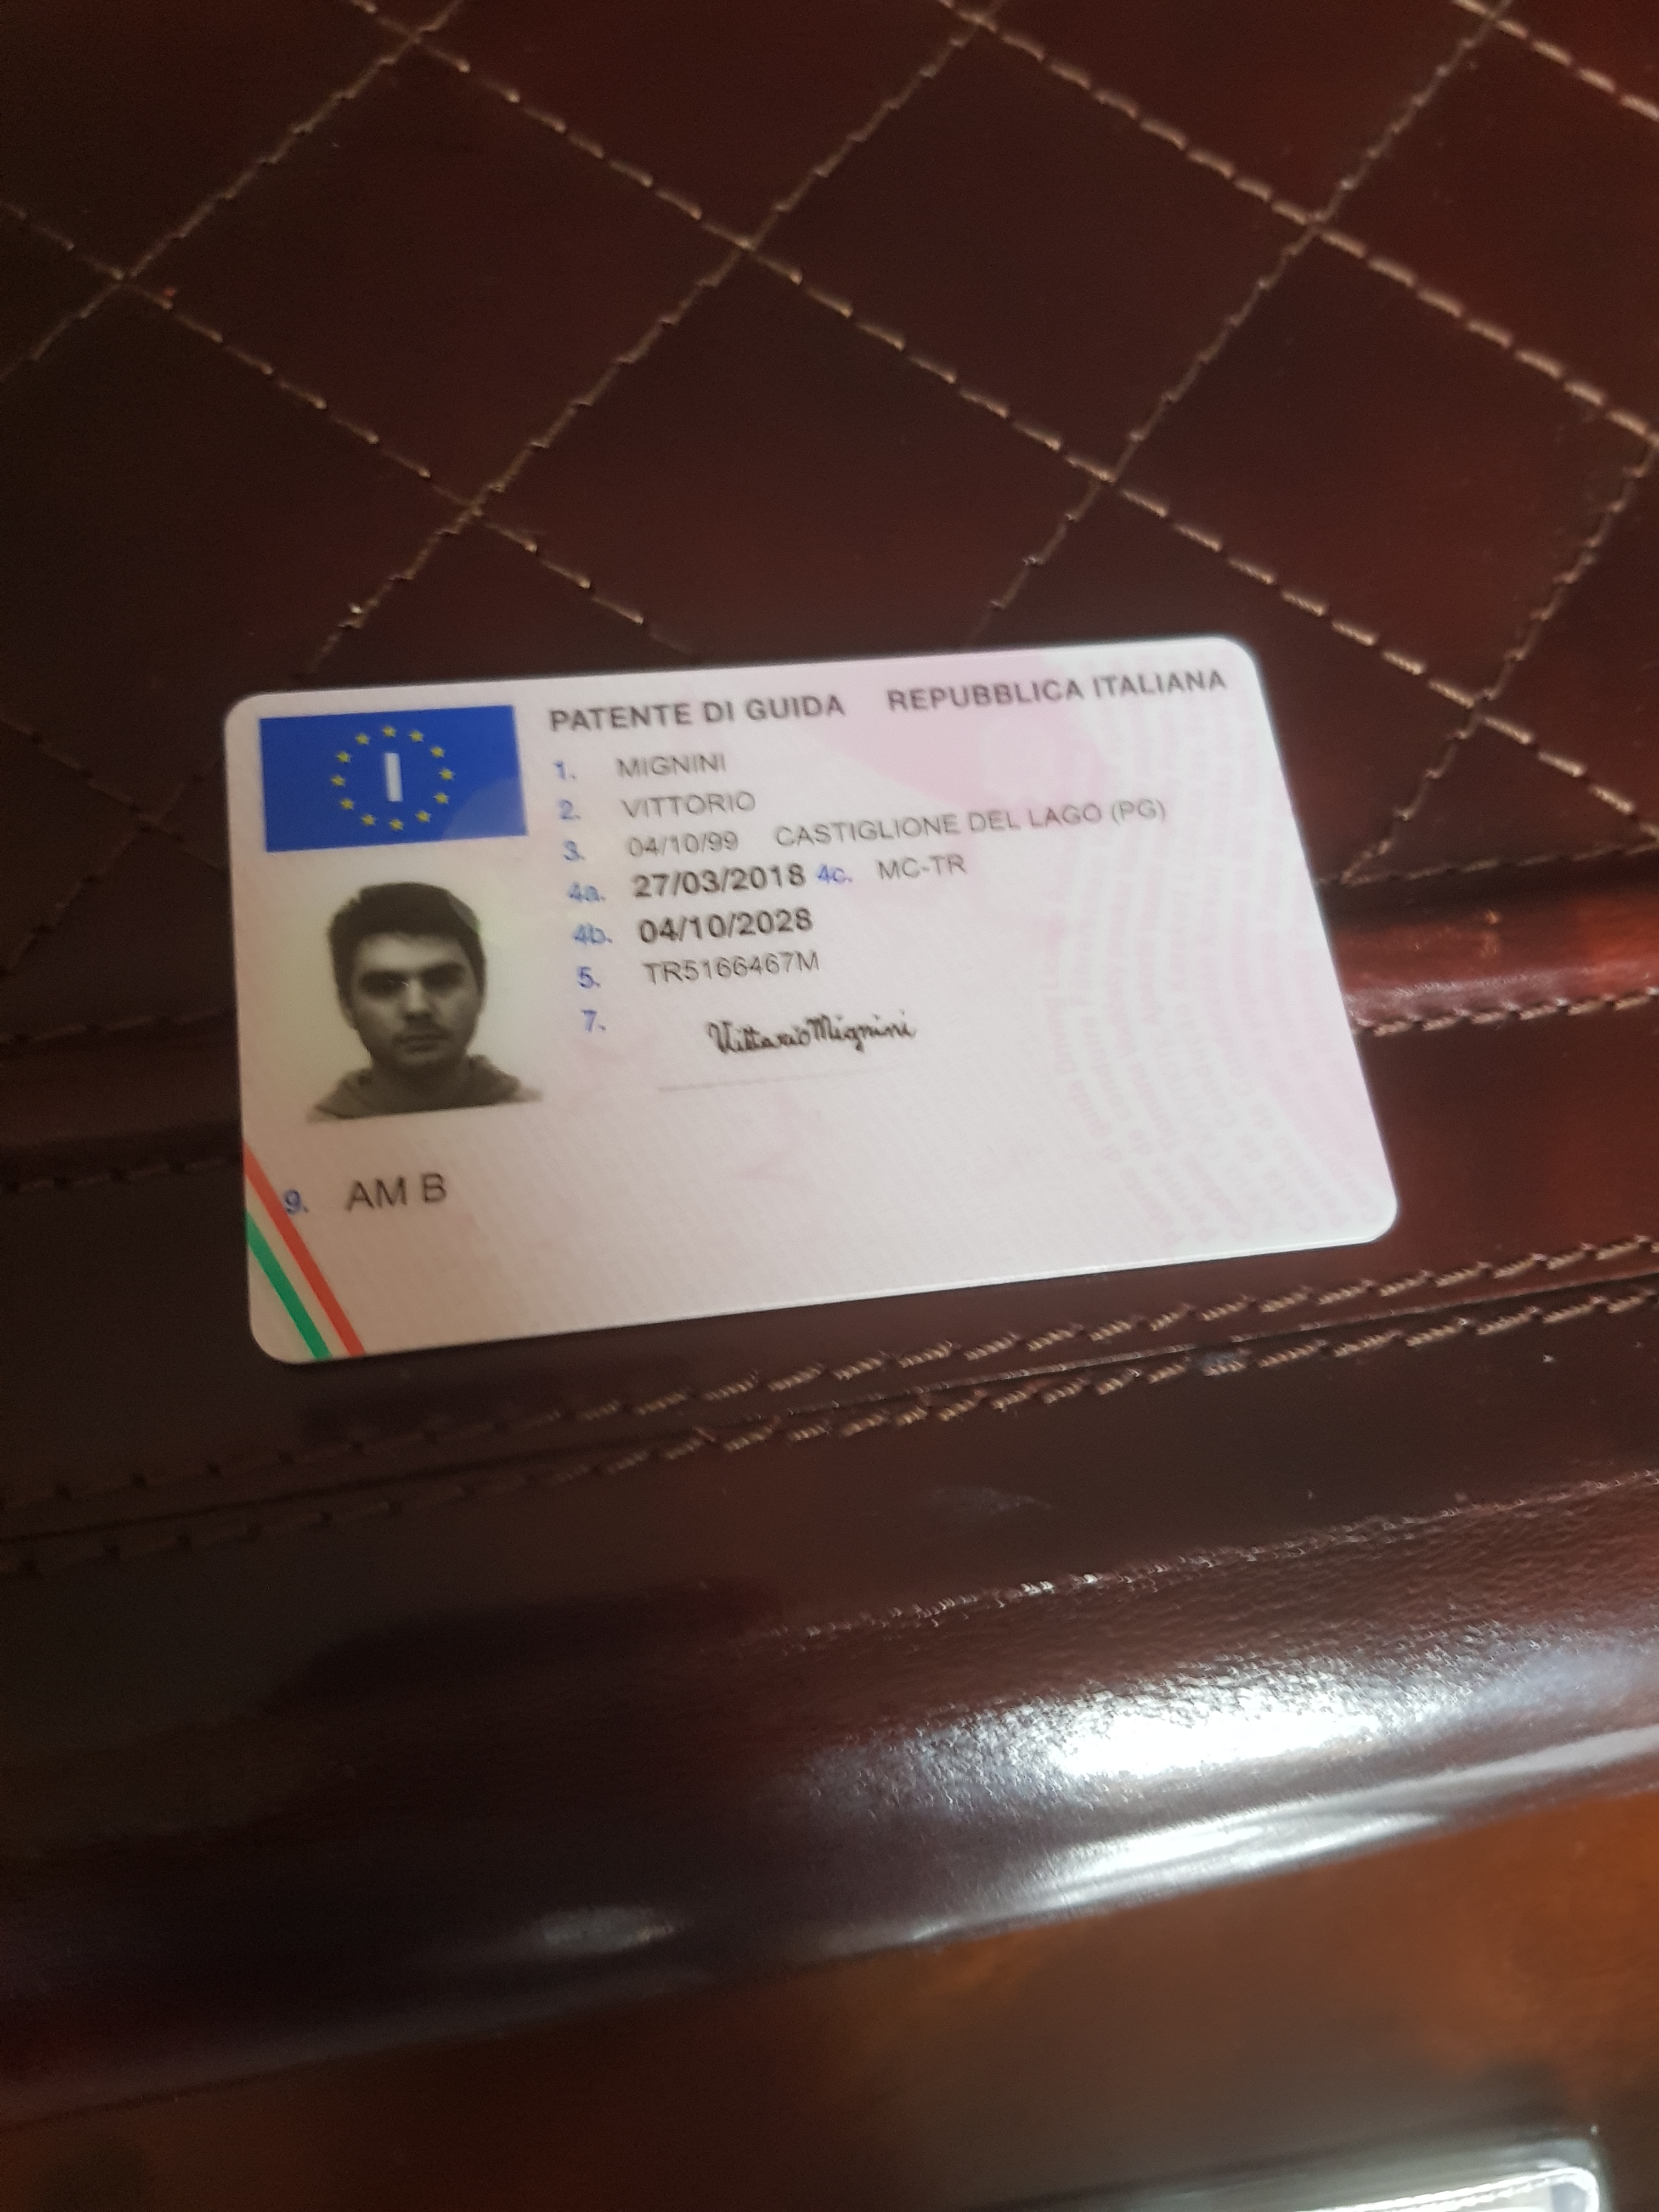 I
PATENTE DI GUIDA REPUBBLICA ITALIANA
1. MIGNINI
2. VITTORIO
3. 04/10/99 CASTIGLIONE DEL LAGO (PG)
4a. 27/03/2018 4c. MC-TR
4b. 04/10/2028
5. TR5166467M
7. Vittorio Mignini
9. AM B